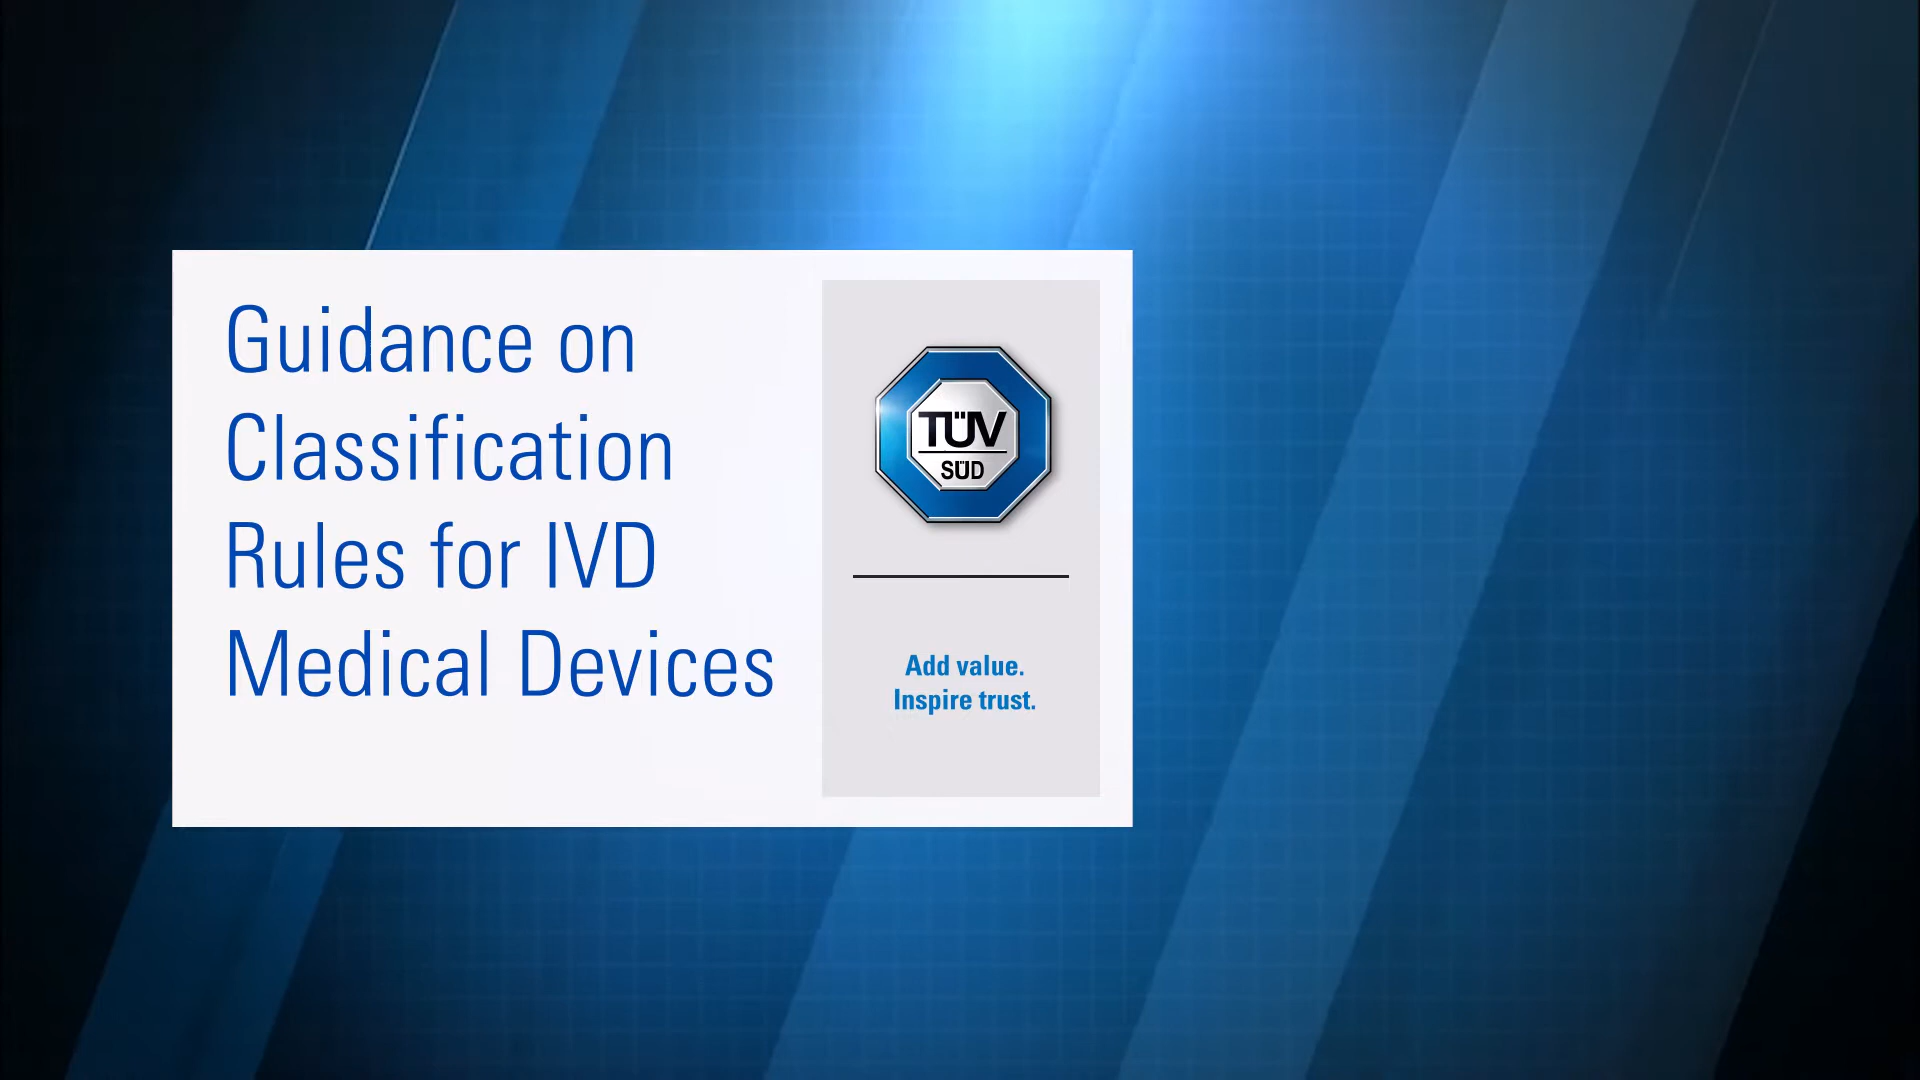 Guidance on
Classification
Rules for IVD
Medical Devices
TÜV
SÜD
Add value.
Inspire trust.